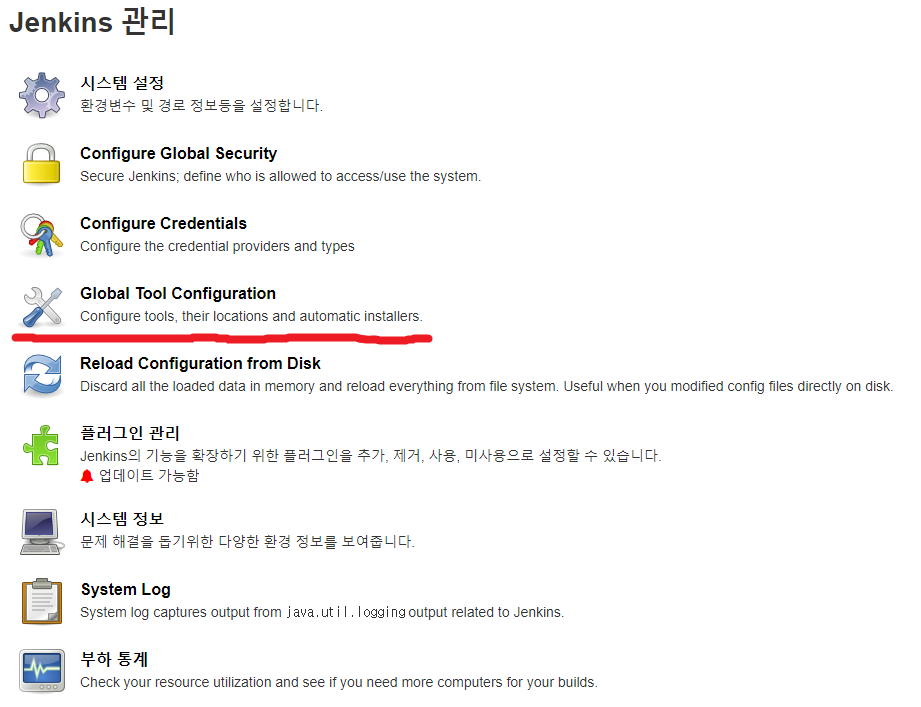 Jenkins 관리
시스템 설정
환경변수 및 경로 정보등을 설정합니다.
Configure Global Security
Secure Jenkins; define who is allowed to access/use the system.
Configure Credentials
Configure the credential providers and types
Global Tool Configuration
Configure tools, their locations and automatic installers.
Reload Configuration from Disk
Discard all the loaded data in memory and reload everything from file system. Useful when you modified config files directly on disk.
플러그인 관리
Jenkins의 기능을 확장하기 위한 플러그인을 추가, 제거, 사용, 미사용으로 설정할 수 있습니다.
업데이트 가능함
시스템 정보
문제 해결을 돕기위한 다양한 환경 정보를 보여줍니다.
System Log
System log captures output from java.util.logging output related to Jenkins.
부하 통계
Check your resource utilization and see if you need more computers for your builds.